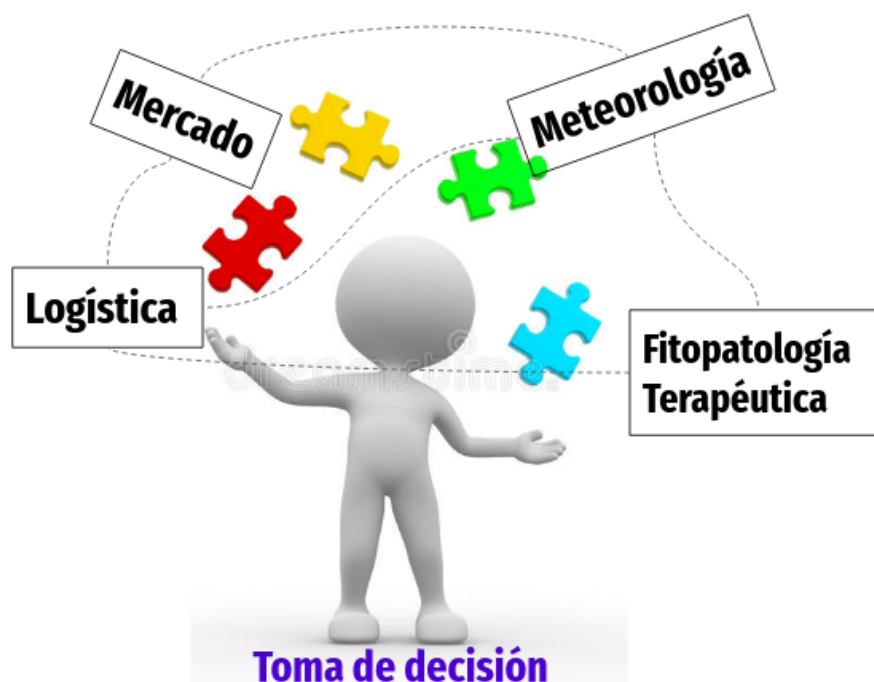 Mercado
Meteorología
Logística
Fitopatología
Terapéutica
Toma de decisión